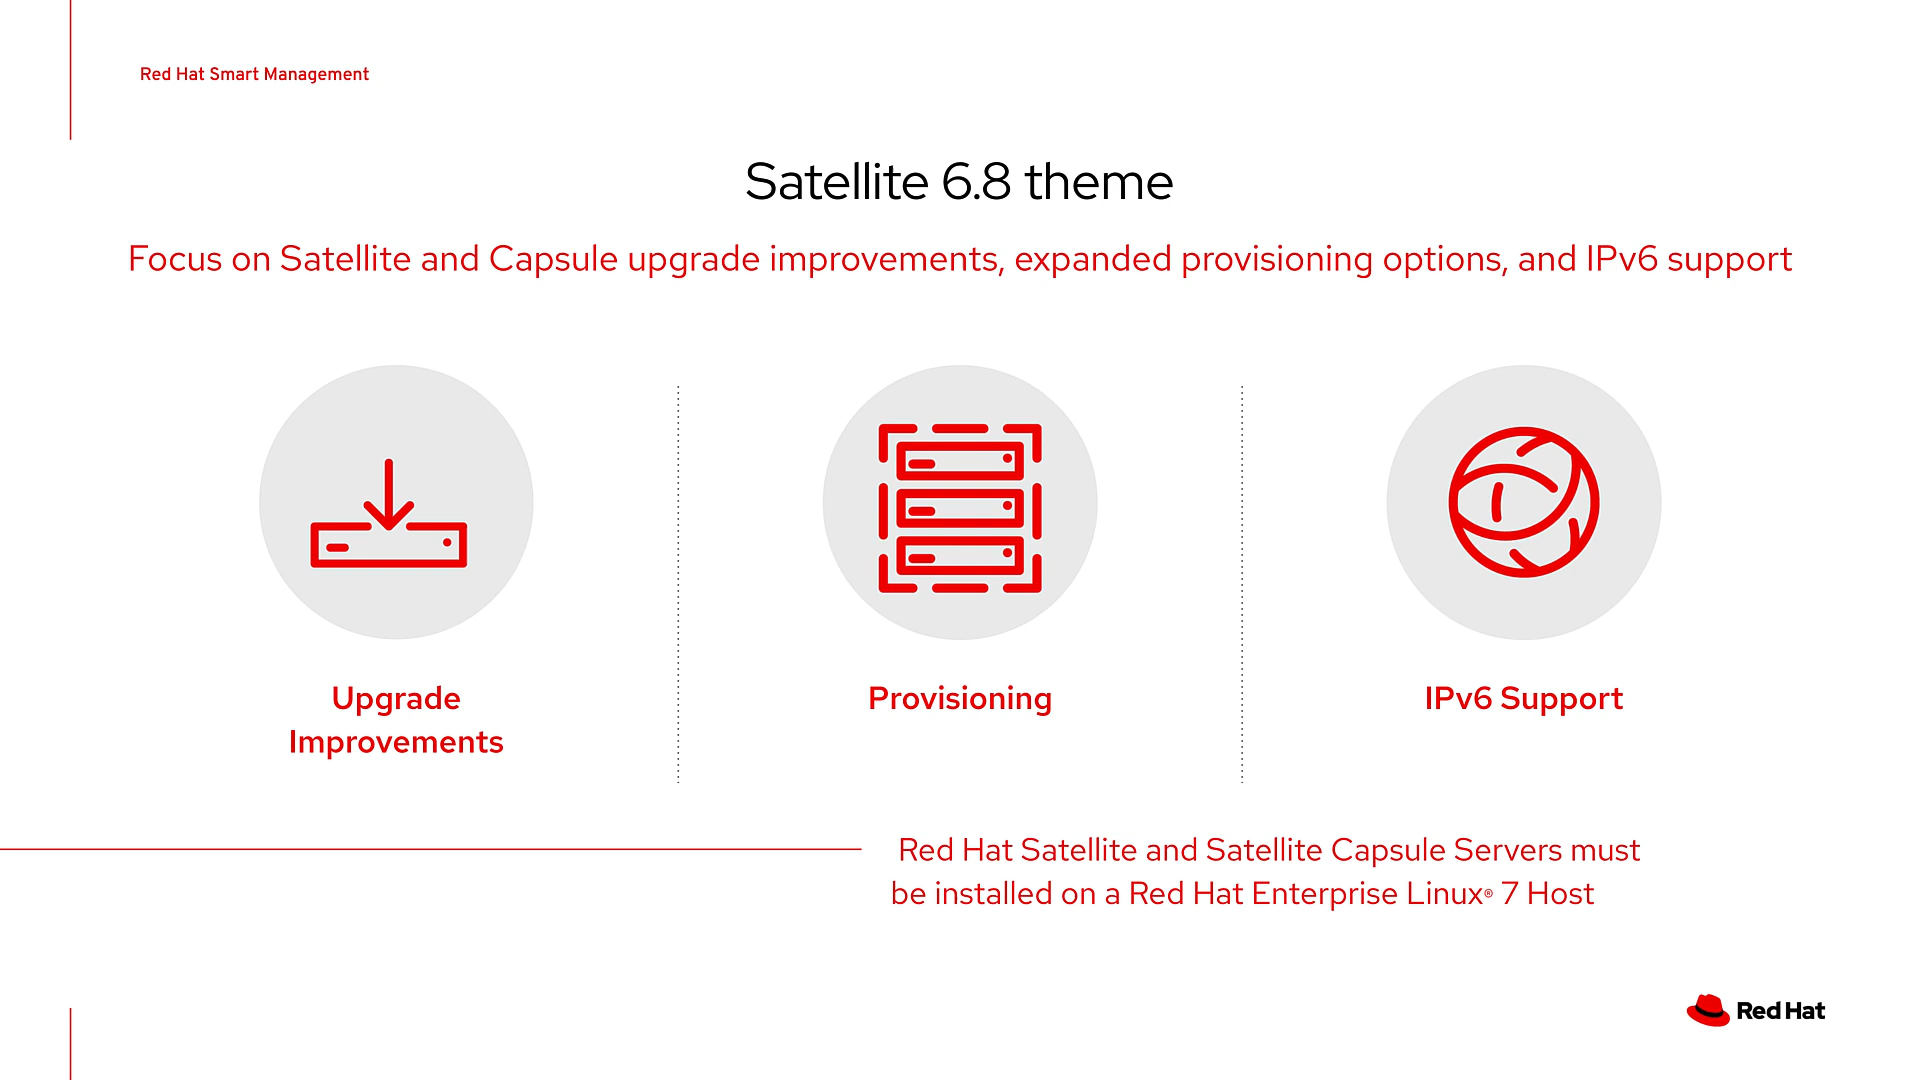 Red Hat Smart Management
Satellite 6.8 theme
Focus on Satellite and Capsule upgrade improvements, expanded provisioning options, and IPv6 support
Upgrade
Improvements
Provisioning
IPv6 Support
Red Hat Satellite and Satellite Capsule Servers must
be installed on a Red Hat Enterprise Linux® 7 Host
Red Hat